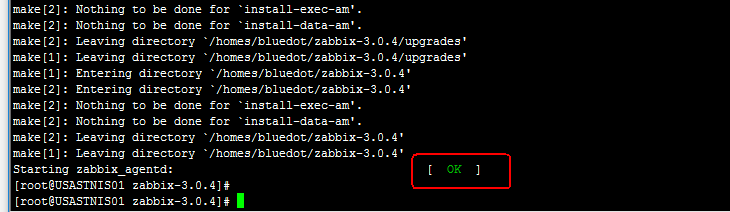 make[2]: Nothing to be done for `install-exec-am'.
make[2]: Nothing to be done for `install-data-am'.
make[2]: Leaving directory `/homes/bluedot/zabbix-3.0.4/upgrades'
make[1]: Leaving directory `/homes/bluedot/zabbix-3.0.4/upgrades'
make[1]: Entering directory `/homes/bluedot/zabbix-3.0.4'
make[2]: Entering directory `/homes/bluedot/zabbix-3.0.4'
make[2]: Nothing to be done for `install-exec-am'.
make[2]: Nothing to be done for `install-data-am'.
make[2]: Leaving directory `/homes/bluedot/zabbix-3.0.4'
make[1]: Leaving directory `/homes/bluedot/zabbix-3.0.4'
Starting zabbix_agentd:                                    [  OK  ]
[root@USASTNIS01 zabbix-3.0.4]#
[root@USASTNIS01 zabbix-3.0.4]#